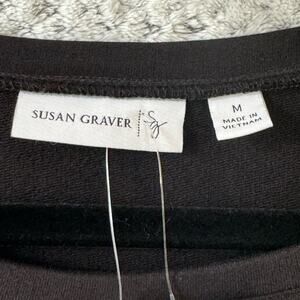 SUSAN GRAVER
Sg
M
MADE IN
VIETNAM